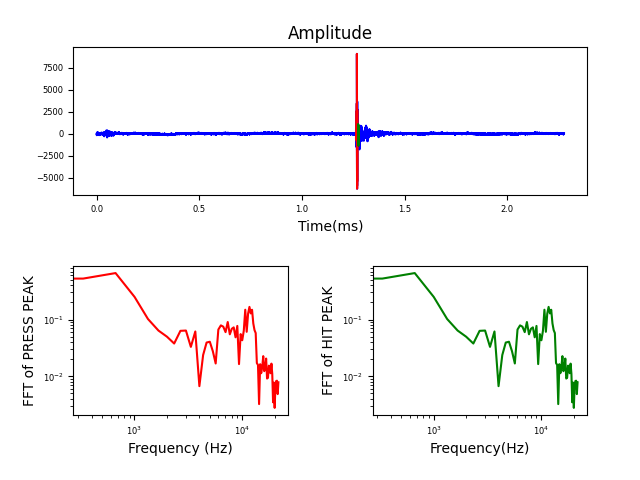 Amplitude
7500
5000
2500
0
−2500
−5000
0.0 0.5 1.0 1.5 2.0
Time(ms)
FFT of PRESS PEAK
10⁻¹
10⁻²
10³ 10⁴
Frequency (Hz)
FFT of HIT PEAK
10⁻¹
10⁻²
10³ 10⁴
Frequency(Hz)